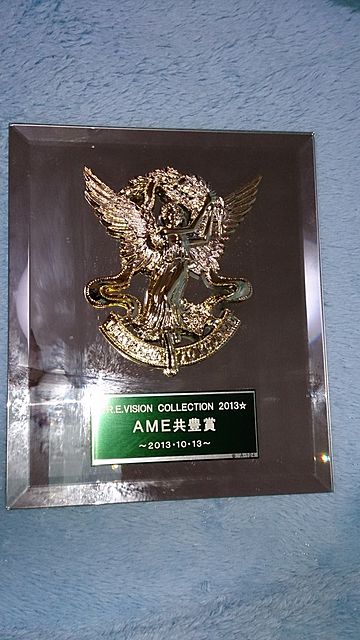 R.E.VISION COLLECTION 2013☆
AME共豊賞
～2013・10・13～